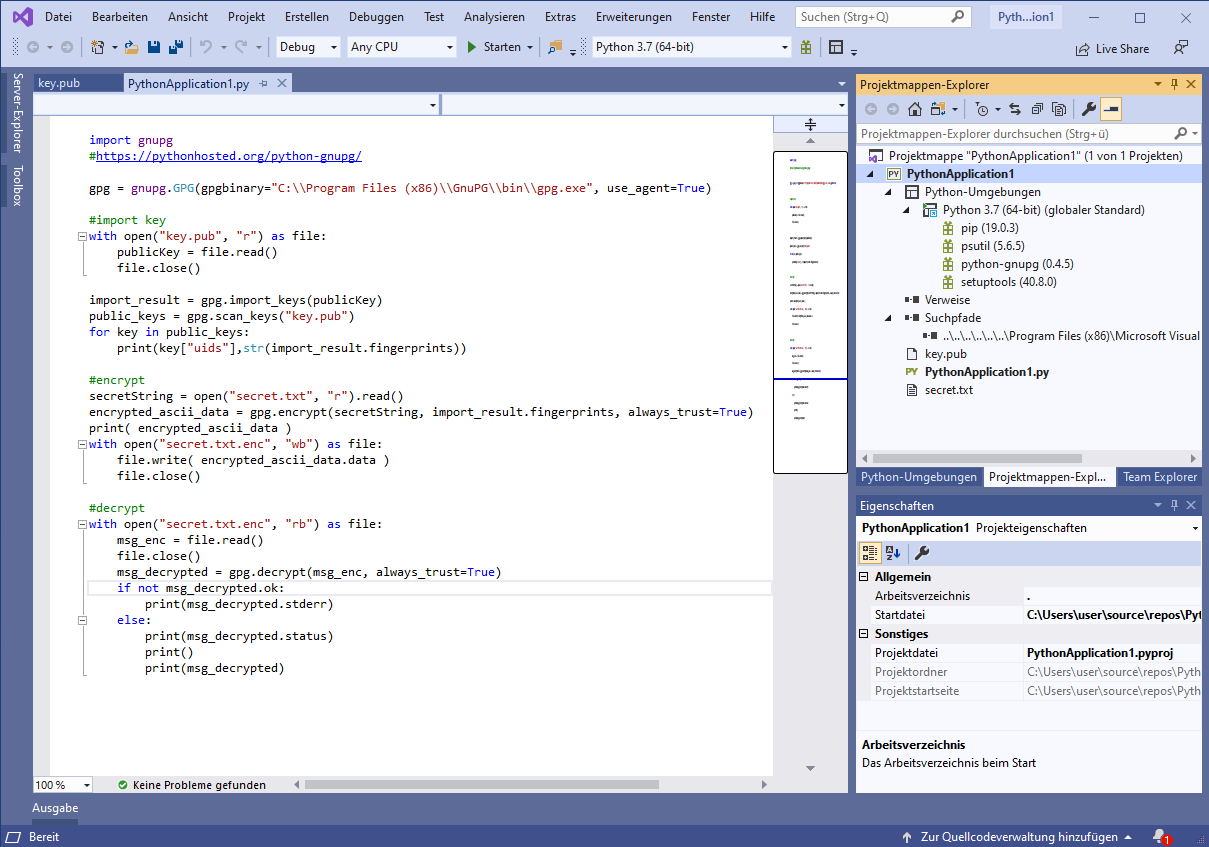 Datei Bearbeiten Ansicht Projekt Erstellen Debuggen Test Analysieren Extras Erweiterungen Fenster Hilfe Suchen (Strg+Q) Pyth...ion1
Debug Any CPU Starten Python 3.7 (64-bit) Live Share
Server-Explorer
Toolbox
key.pub PythonApplication1.py
import gnupg
#https://pythonhosted.org/python-gnupg/
gpg = gnupg.GPG(gpgbinary="C:\\Program Files (x86)\\GnuPG\\bin\\gpg.exe", use_agent=True)
#import key
with open("key.pub", "r") as file:
publicKey = file.read()
file.close()
import_result = gpg.import_keys(publicKey)
public_keys = gpg.scan_keys("key.pub")
for key in public_keys:
print(key["uids"],str(import_result.fingerprints))
#encrypt
secretString = open("secret.txt", "r").read()
encrypted_ascii_data = gpg.encrypt(secretString, import_result.fingerprints, always_trust=True)
print( encrypted_ascii_data )
with open("secret.txt.enc", "wb") as file:
file.write( encrypted_ascii_data.data )
file.close()
#decrypt
with open("secret.txt.enc", "rb") as file:
msg_enc = file.read()
file.close()
msg_decrypted = gpg.decrypt(msg_enc, always_trust=True)
if not msg_decrypted.ok:
print(msg_decrypted.stderr)
else:
print(msg_decrypted.status)
print()
print(msg_decrypted)
100 % Keine Probleme gefunden
Projektmappen-Explorer
Projektmappen-Explorer durchsuchen (Strg+ü)
Projektmappe "PythonApplication1" (1 von 1 Projekten)
PY PythonApplication1
Python-Umgebungen
Python 3.7 (64-bit) (globaler Standard)
pip (19.0.3)
psutil (5.6.5)
python-gnupg (0.4.5)
setuptools (40.8.0)
Verweise
Suchpfade
..\..\..\..\..\..\Program Files (x86)\Microsoft Visual
key.pub
PY PythonApplication1.py
secret.txt
Python-Umgebungen Projektmappen-Expl... Team Explorer
Eigenschaften
PythonApplication1 Projekteigenschaften
Allgemein
Arbeitsverzeichnis .
Startdatei C:\Users\user\source\repos\Pyt
Sonstiges
Projektdatei PythonApplication1.pyproj
Projektordner C:\Users\user\source\repos\Pyth
Projektstartseite C:\Users\user\source\repos\Pyth
Arbeitsverzeichnis
Das Arbeitsverzeichnis beim Start
Ausgabe
Bereit Zur Quellcodeverwaltung hinzufügen 1